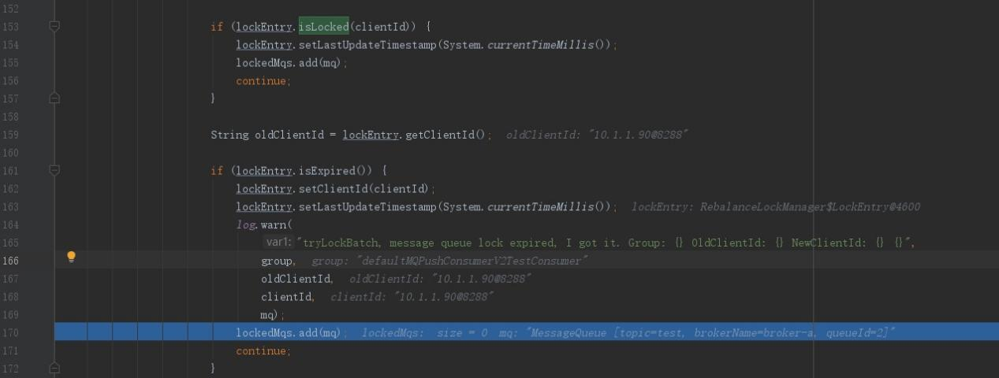 152
153 if (lockEntry.isLocked(clientId)) {
154 lockEntry.setLastUpdateTimestamp(System.currentTimeMillis());
155 lockedMqs.add(mq);
156 continue;
157 }
158
159 String oldClientId = lockEntry.getClientId(); oldClientId: "10.1.1.90@8288"
160
161 if (lockEntry.isExpired()) {
162 lockEntry.setClientId(clientId);
163 lockEntry.setLastUpdateTimestamp(System.currentTimeMillis()); lockEntry: RebalanceLockManager$LockEntry@4600
164 log.warn(
165 var1: "tryLockBatch, message queue lock expired, I got it. Group: {} OldClientId: {} NewClientId: {} {}",
166 group, group: "defaultMQPushConsumerV2TestConsumer"
167 oldClientId, oldClientId: "10.1.1.90@8288"
168 clientId, clientId: "10.1.1.90@8288"
169 mq);
170 lockedMqs.add(mq); lockedMqs: size = 0 mq: "MessageQueue [topic=test, brokerName=broker-a, queueId=2]"
171 continue;
172 }